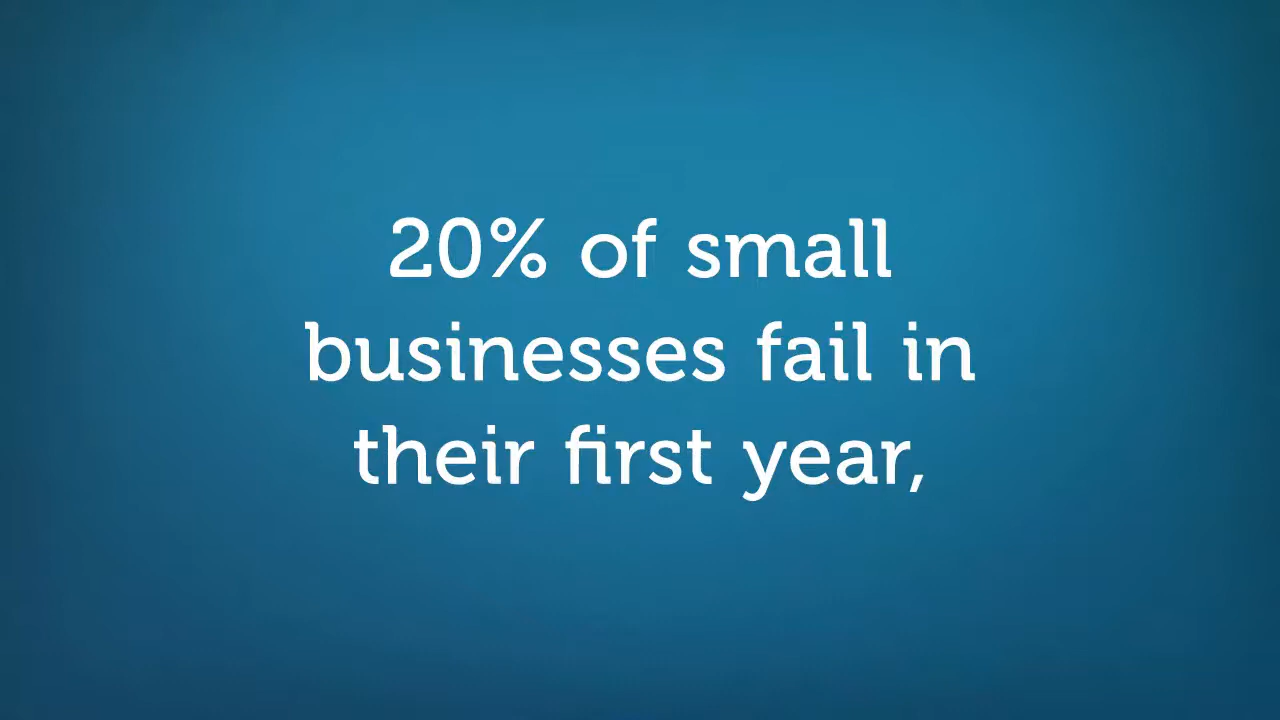 20% of small
businesses fail in
their first year,